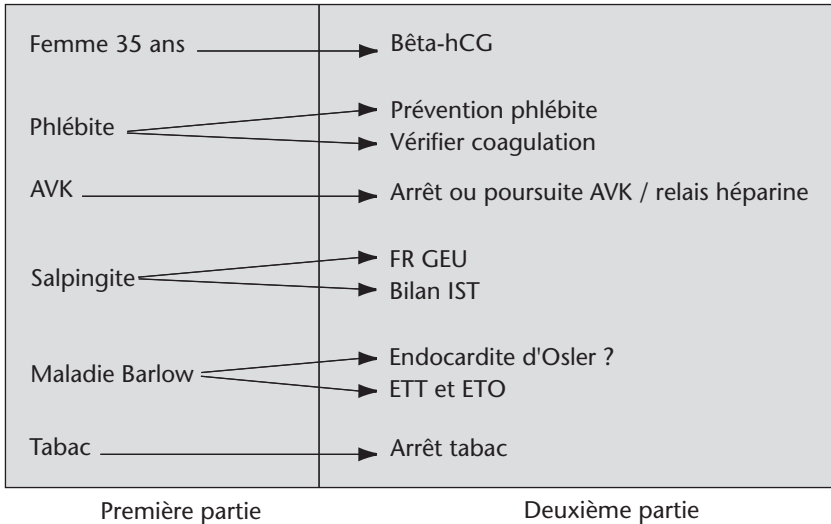 Femme 35 ans
Bêta-hCG
Phlébite
Prévention phlébite
Vérifier coagulation
AVK
Arrêt ou poursuite AVK / relais héparine
Salpingite
FR GEU
Bilan IST
Maladie Barlow
Endocardite d'Osler ?
ETT et ETO
Tabac
Arrêt tabac
Première partie
Deuxième partie